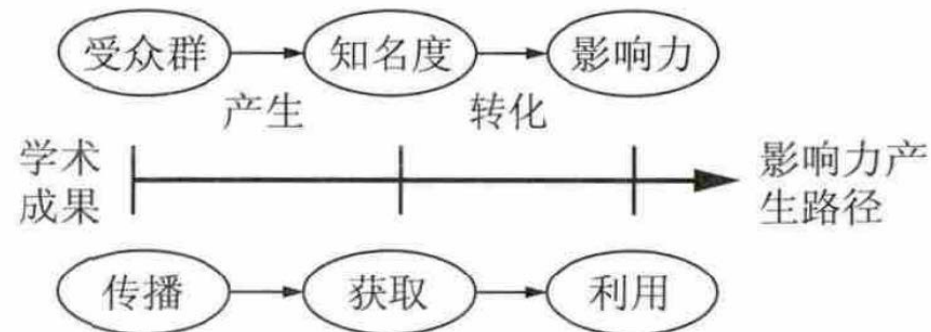 受众群 知名度 影响力
产生 转化
学术
成果
影响力产
生路径
传播 获取 利用